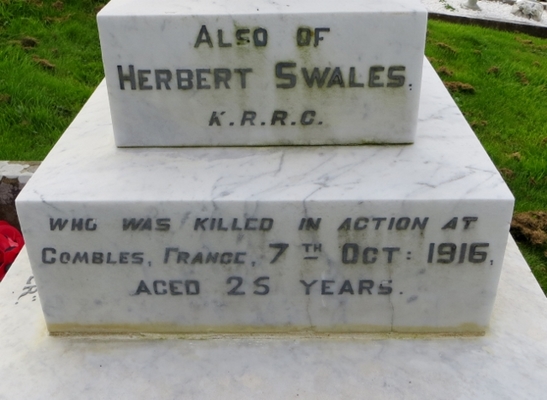 ALSO OF
HERBERT SWALES.
K.R.R.C.
WHO WAS KILLED IN ACTION AT
COMBLES, FRANCE, 7TH OCT: 1916,
AGED 25 YEARS.